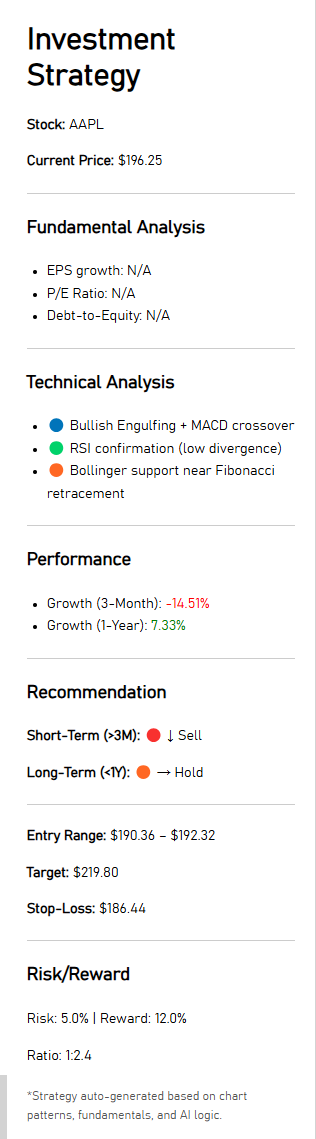 Investment
Strategy
Stock: AAPL
Current Price: $196.25
Fundamental Analysis
• EPS growth: N/A
• P/E Ratio: N/A
• Debt-to-Equity: N/A
Technical Analysis
• 🔵 Bullish Engulfing + MACD crossover
• 🟢 RSI confirmation (low divergence)
• 🟠 Bollinger support near Fibonacci
retracement
Performance
• Growth (3-Month): -14.51%
• Growth (1-Year): 7.33%
Recommendation
Short-Term (>3M): 🔴 ↓ Sell
Long-Term (<1Y): 🟠 → Hold
Entry Range: $190.36 – $192.32
Target: $219.80
Stop-Loss: $186.44
Risk/Reward
Risk: 5.0% | Reward: 12.0%
Ratio: 1:2.4
*Strategy auto-generated based on chart
patterns, fundamentals, and AI logic.